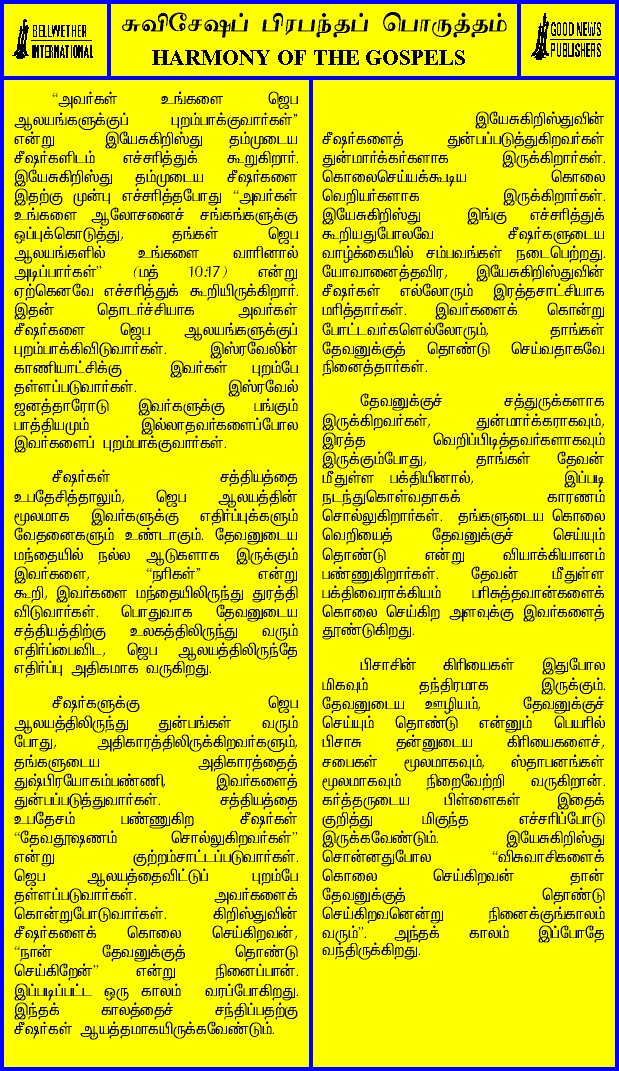 BELLWETHER
INTERNATIONAL
சுவிசேஷப் பிரபந்தப் பொருத்தம்
HARMONY OF THE GOSPELS
GOOD NEWS
PUBLISHERS
“அவர்கள் உங்களை ஜெப
ஆலயங்களுக்குப் புறம்பாக்குவார்கள்”
என்று இயேசுகிறிஸ்து தம்முடைய
சீஷர்களிடம் எச்சரித்துக் கூறுகிறார்.
இயேசுகிறிஸ்து தம்முடைய சீஷர்களை
இதற்கு முன்பு எச்சரித்தபோது “அவர்கள்
உங்களை ஆலோசனைச் சங்கங்களுக்கு
ஒப்புக்கொடுத்து, தங்கள் ஜெப
ஆலயங்களில் உங்களை வாரினால்
அடிப்பார்கள்” (மத் 10:17) என்று
ஏற்கெனவே எச்சரித்துக் கூறியிருக்கிறார்.
இதன் தொடர்ச்சியாக அவர்கள்
சீஷர்களை ஜெப ஆலயங்களுக்குப்
புறம்பாக்கிவிடுவார்கள். இஸ்ரவேலின்
காணியாட்சிக்கு இவர்கள் புறம்பே
தள்ளப்படுவார்கள். இஸ்ரவேல்
ஜனத்தாரோடு இவர்களுக்கு பங்கும்
பாத்தியமும் இல்லாதவர்களைப்போல
இவர்களைப் புறம்பாக்குவார்கள்.
சீஷர்கள் சத்தியத்தை
உபதேசித்தாலும், ஜெப ஆலயத்தின்
மூலமாக இவர்களுக்கு எதிர்ப்புக்களும்
வேதனைகளும் உண்டாகும். தேவனுடைய
மந்தையில் நல்ல ஆடுகளாக இருக்கும்
இவர்களை, “நரிகள்” என்று
கூறி, இவர்களை மந்தையிலிருந்து துரத்தி
விடுவார்கள். பொதுவாக தேவனுடைய
சத்தியத்திற்கு உலகத்திலிருந்து வரும்
எதிர்ப்பைவிட, ஜெப ஆலயத்திலிருந்தே
எதிர்ப்பு அதிகமாக வருகிறது.
சீஷர்களுக்கு ஜெப
ஆலயத்திலிருந்து துன்பங்கள் வரும்
போது, அதிகாரத்திலிருக்கிறவர்களும்,
தங்களுடைய அதிகாரத்தைத்
துஷ்பிரயோகம்பண்ணி, இவர்களைத்
துன்பப்படுத்துவார்கள். சத்தியத்தை
உபதேசம் பண்ணுகிற சீஷர்கள்
“தேவதூஷணம் சொல்லுகிறவர்கள்”
என்று குற்றம்சாட்டப்படுவார்கள்.
ஜெப ஆலயத்தைவிட்டுப் புறம்பே
தள்ளப்படுவார்கள். அவர்களைக்
கொன்றுபோடுவார்கள். கிறிஸ்துவின்
சீஷர்களைக் கொலை செய்கிறவன்,
“நான் தேவனுக்குத் தொண்டு
செய்கிறேன்” என்று நினைப்பான்.
இப்படிப்பட்ட ஒரு காலம் வரப்போகிறது.
இந்தக் காலத்தைச் சந்திப்பதற்கு
சீஷர்கள் ஆயத்தமாகயிருக்கவேண்டும்.
இயேசுகிறிஸ்துவின்
சீஷர்களைத் துன்பப்படுத்துகிறவர்கள்
துன்மார்க்கர்களாக இருக்கிறார்கள்.
கொலைசெய்யக்கூடிய கொலை
வெறியர்களாக இருக்கிறார்கள்.
இயேசுகிறிஸ்து இங்கு எச்சரித்துக்
கூறியதுபோலவே சீஷர்களுடைய
வாழ்க்கையில் சம்பவங்கள் நடைபெற்றது.
யோவானைத்தவிர, இயேசுகிறிஸ்துவின்
சீஷர்கள் எல்லோரும் இரத்தசாட்சியாக
மரித்தார்கள். இவர்களைக் கொன்று
போட்டவர்களெல்லோரும், தாங்கள்
தேவனுக்குத் தொண்டு செய்வதாகவே
நினைத்தார்கள்.
தேவனுக்குச் சத்துருக்களாக
இருக்கிறவர்கள், துன்மார்க்கராகவும்,
இரத்த வெறிப்பிடித்தவர்களாகவும்
இருக்கும்போது, தாங்கள் தேவன்
மீதுள்ள பக்தியினால், இப்படி
நடந்துகொள்வதாகக் காரணம்
சொல்லுகிறார்கள். தங்களுடைய கொலை
வெறியைத் தேவனுக்குச் செய்யும்
தொண்டு என்று வியாக்கியானம்
பண்ணுகிறார்கள். தேவன் மீதுள்ள
பக்திவைராக்கியம் பரிசுத்தவான்களைக்
கொலை செய்கிற அளவுக்கு இவர்களைத்
தூண்டுகிறது.
பிசாசின் கிரியைகள் இதுபோல
மிகவும் தந்திரமாக இருக்கும்.
தேவனுடைய ஊழியம், தேவனுக்குச்
செய்யும் தொண்டு என்னும் பெயரில்
பிசாசு தன்னுடைய கிரியைகளைச்,
சபைகள் மூலமாகவும், ஸ்தாபனங்கள்
மூலமாகவும் நிறைவேற்றி வருகிறான்.
கர்த்தருடைய பிள்ளைகள் இதைக்
குறித்து மிகுந்த எச்சரிப்போடு
இருக்கவேண்டும். இயேசுகிறிஸ்து
சொன்னதுபோல “விசுவாசிகளைக்
கொலை செய்கிறவன் தான்
தேவனுக்குத் தொண்டு
செய்கிறவனென்று நினைக்குங்காலம்
வரும்”. அந்தக் காலம் இப்போதே
வந்திருக்கிறது.